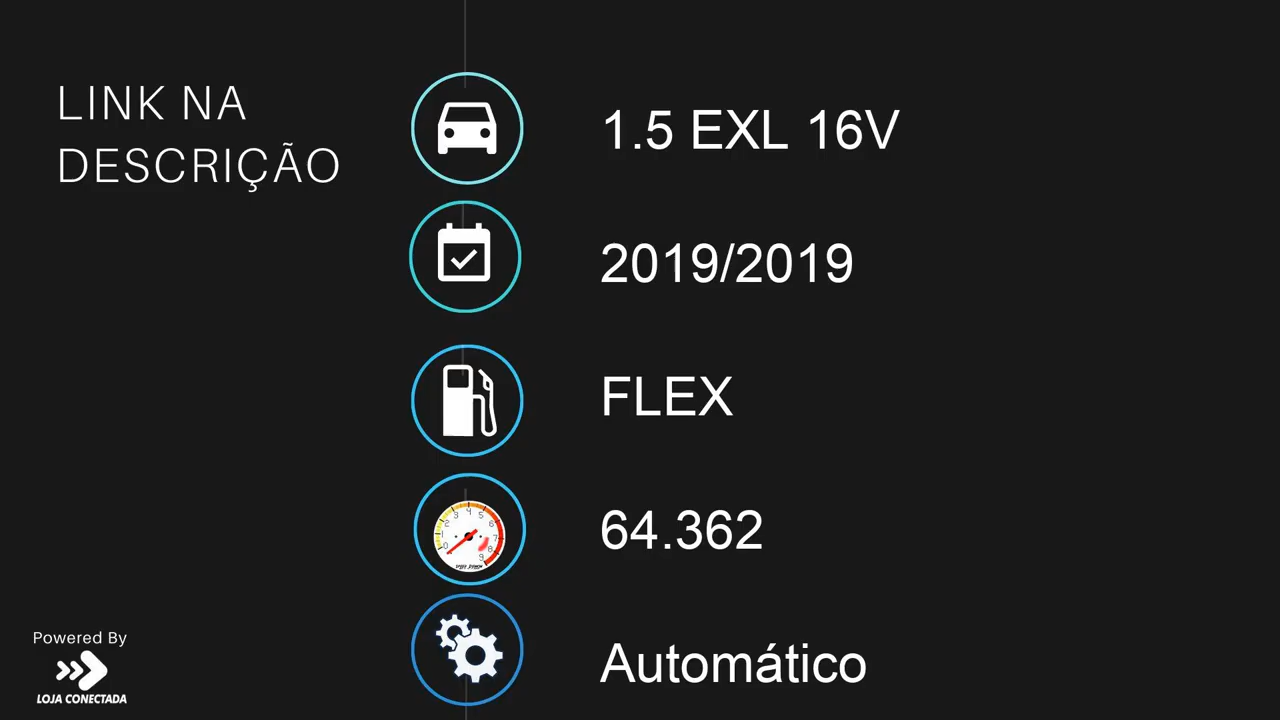 LINK NA
DESCRIÇÃO
1.5 EXL 16V
2019/2019
FLEX
64.362
Automático
Powered By
LOJA CONECTADA